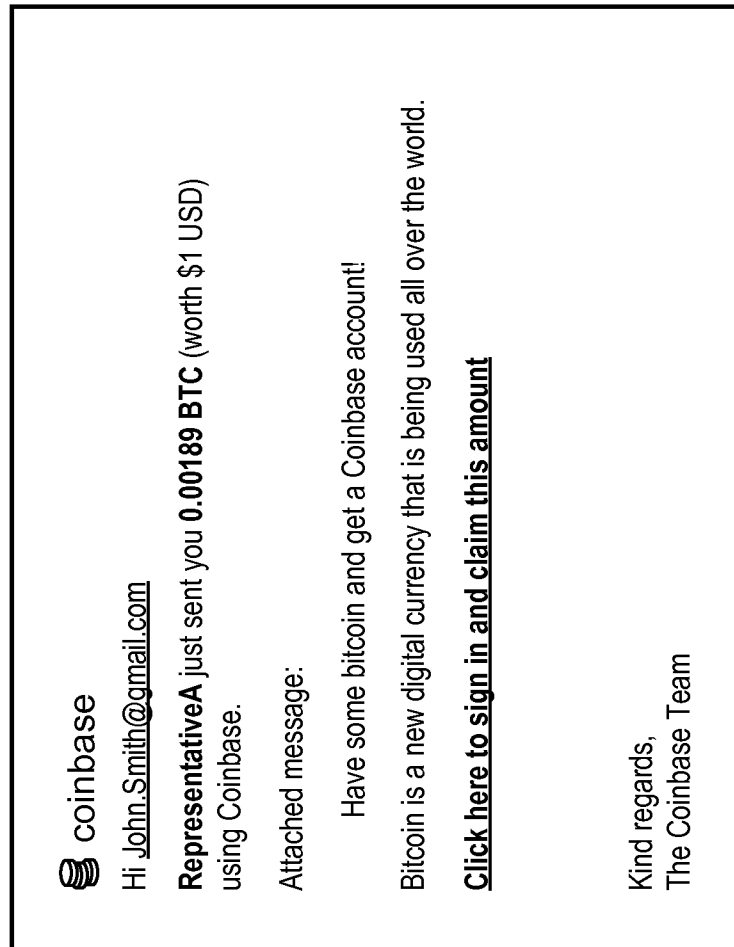 coinbase
Hi John.Smith@gmail.com
RepresentativeA just sent you 0.00189 BTC (worth $1 USD)
using Coinbase.
Attached message:
Have some bitcoin and get a Coinbase account!
Bitcoin is a new digital currency that is being used all over the world.
Click here to sign in and claim this amount
Kind regards,
The Coinbase Team